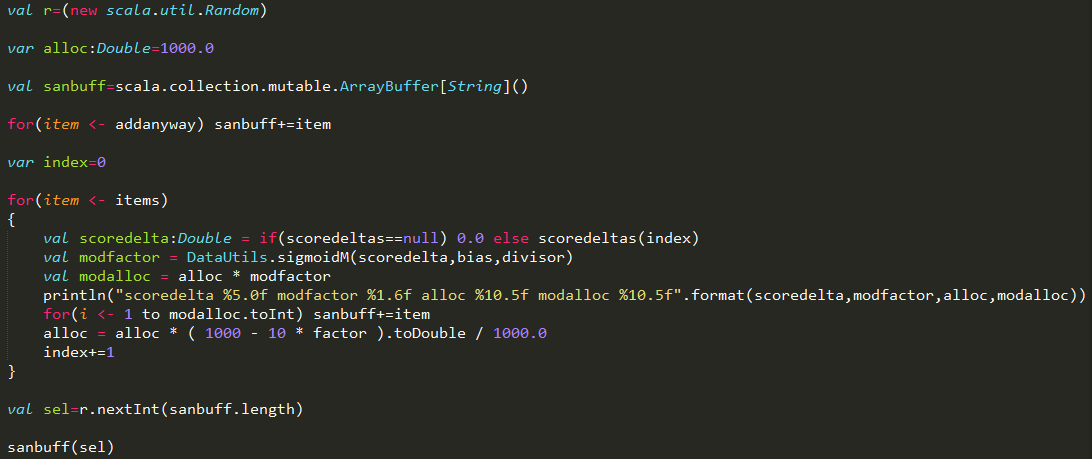 val r=(new scala.util.Random)
var alloc:Double=1000.0
val sanbuff=scala.collection.mutable.ArrayBuffer[String]()
for(item <- addanyway) sanbuff+=item
var index=0
for(item <- items)
{
    val scoredelta:Double = if(scoredeltas==null) 0.0 else scoredeltas(index)
    val modfactor = DataUtils.sigmoidM(scoredelta,bias,divisor)
    val modalloc = alloc * modfactor
    println("scoredelta %5.0f modfactor %1.6f alloc %10.5f modalloc %10.5f".format(scoredelta,modfactor,alloc,modalloc))
    for(i <- 1 to modalloc.toInt) sanbuff+=item
    alloc = alloc * ( 1000 - 10 * factor ).toDouble / 1000.0
    index+=1
}
val sel=r.nextInt(sanbuff.length)
sanbuff(sel)